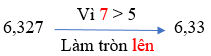 Vì 7 > 5
6,327 6,33
Làm tròn lên